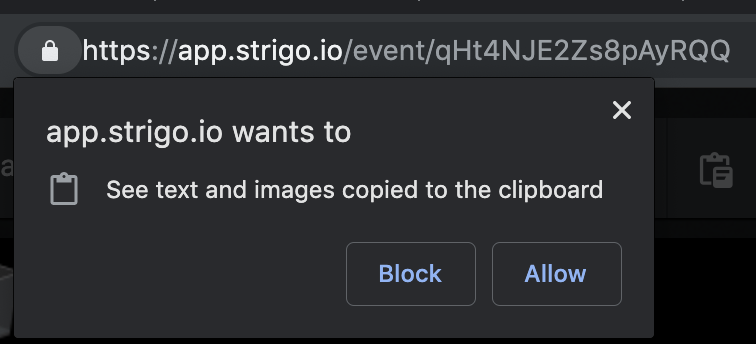 https://app.strigo.io/event/qHt4NJE2Zs8pAyRQQ
app.strigo.io wants to
See text and images copied to the clipboard
Block
Allow